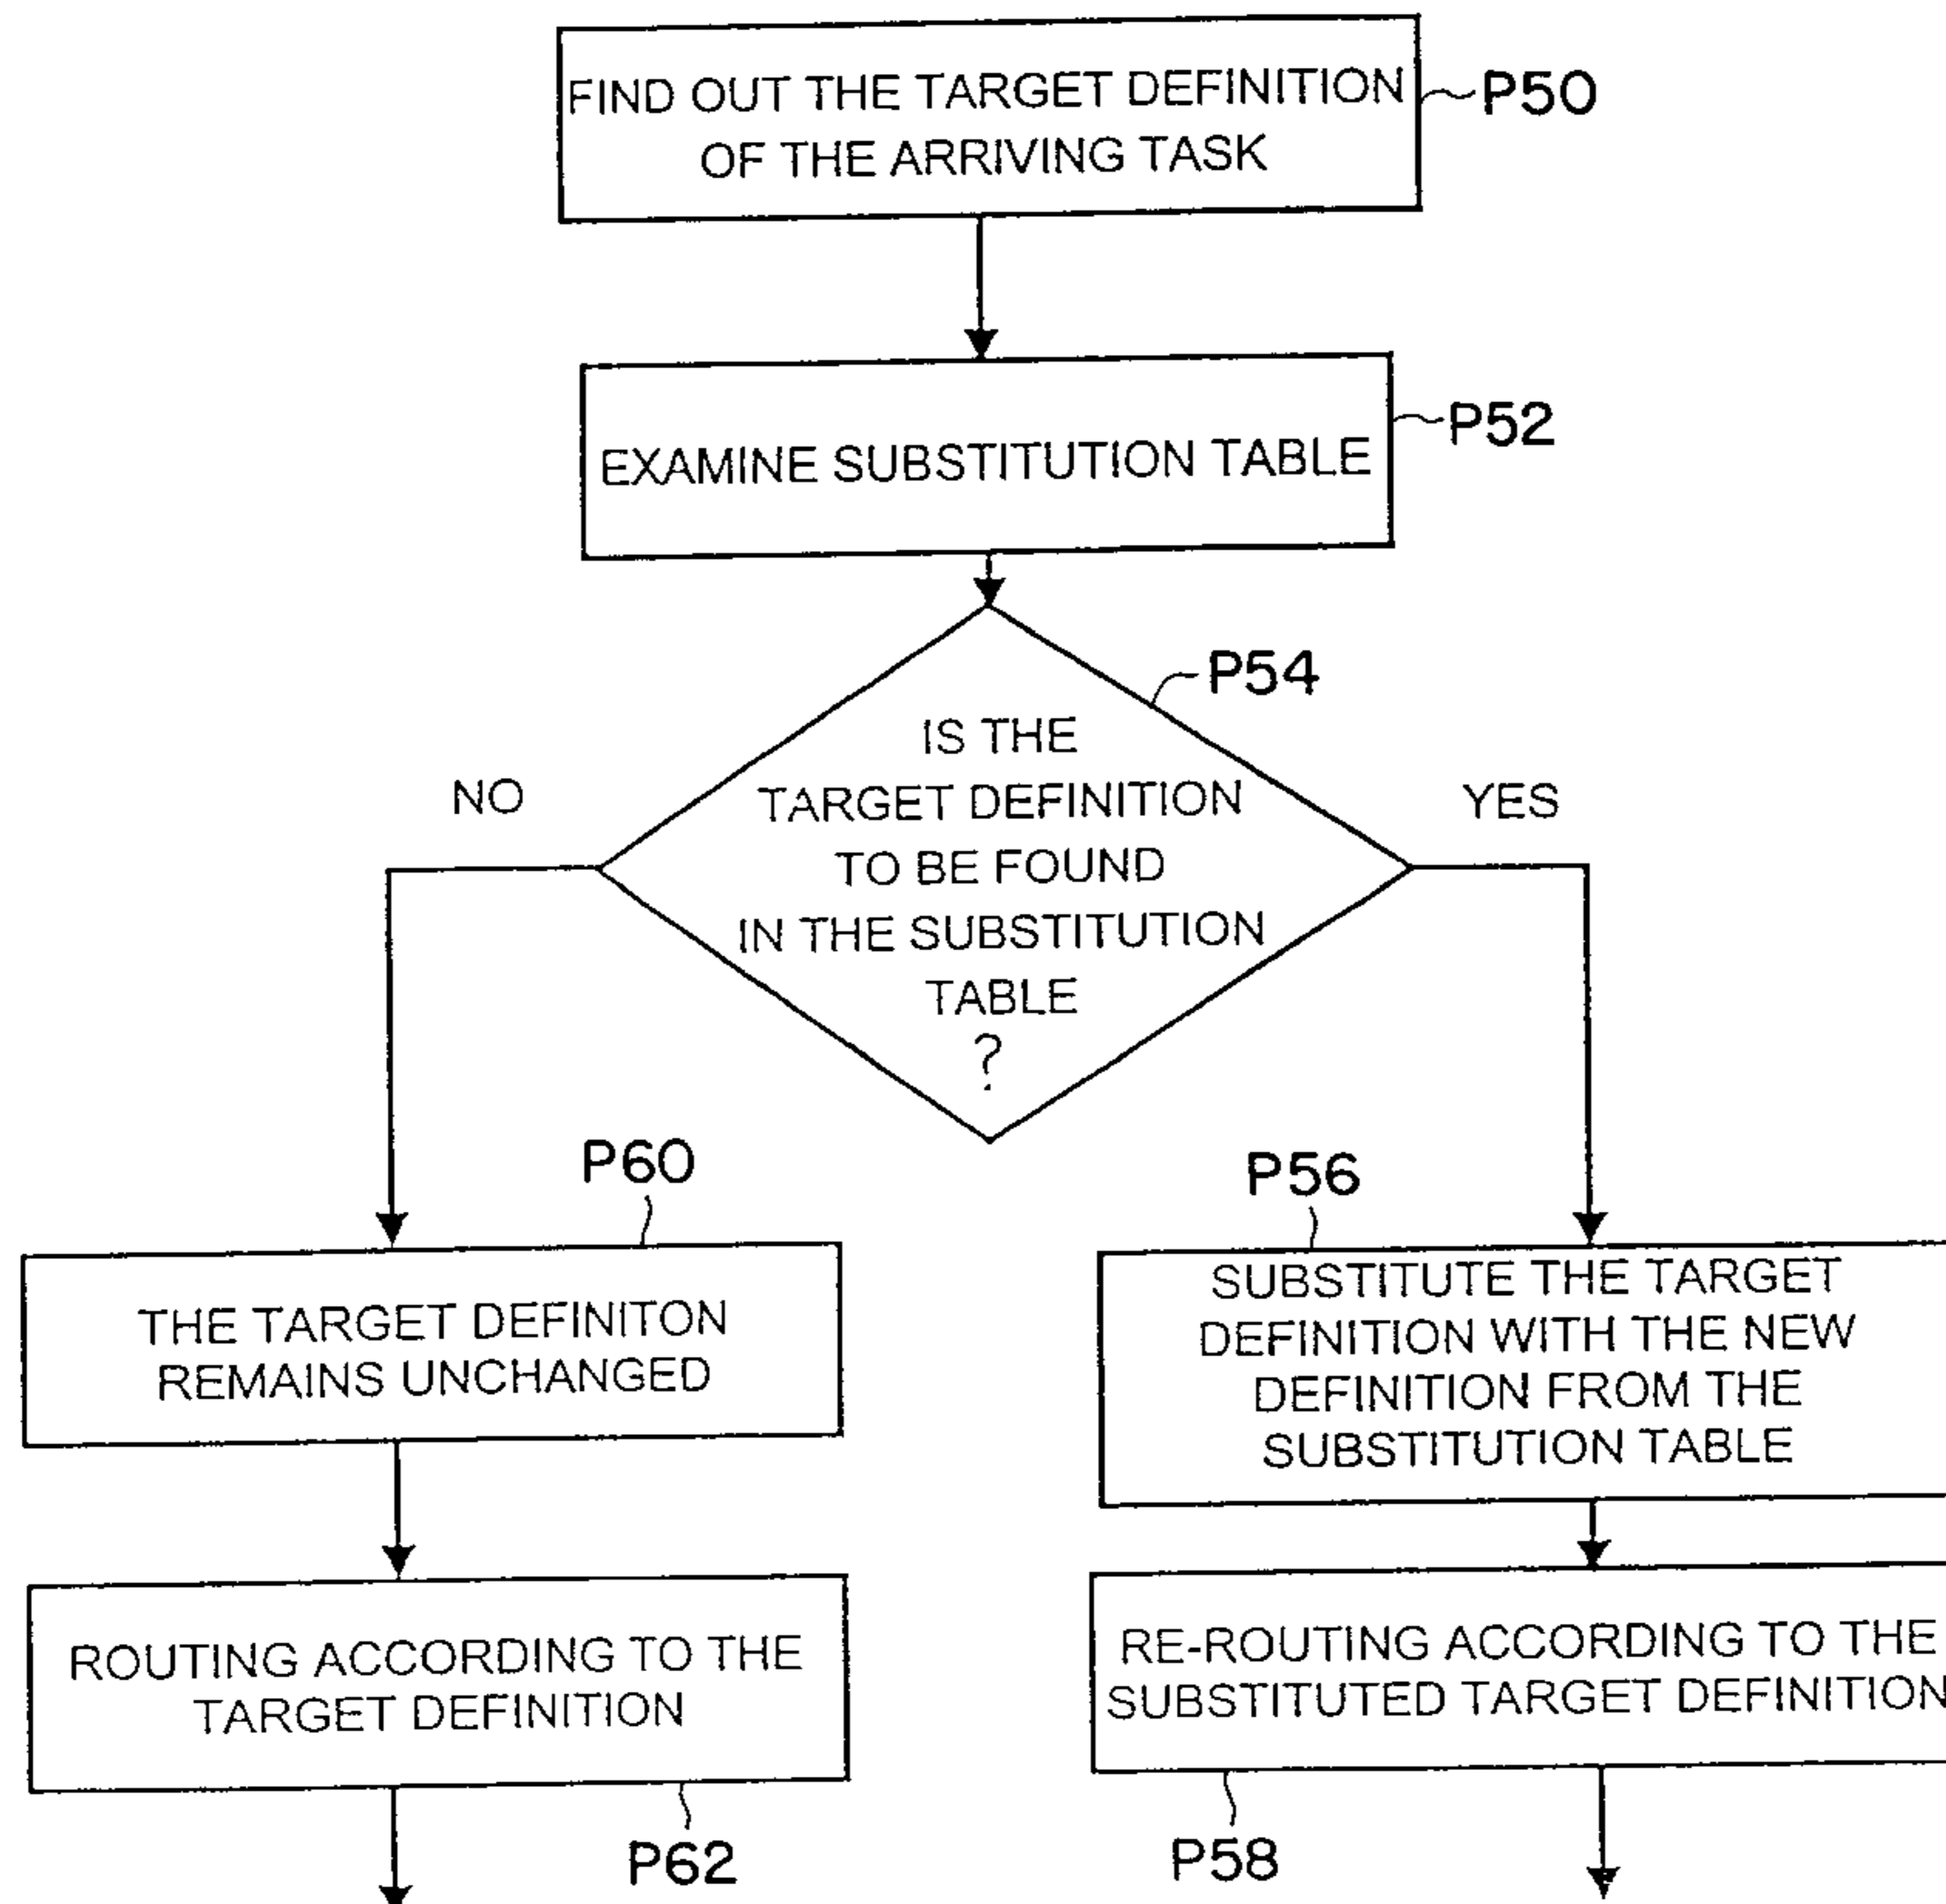 FIND OUT THE TARGET DEFINITION
OF THE ARRIVING TASK
P50
EXAMINE SUBSTITUTION TABLE
P52
P54
IS THE
TARGET DEFINITION
TO BE FOUND
IN THE SUBSTITUTION
TABLE
?
NO
YES
P60
THE TARGET DEFINITON
REMAINS UNCHANGED
P56
SUBSTITUTE THE TARGET
DEFINITION WITH THE NEW
DEFINITION FROM THE
SUBSTITUTION TABLE
ROUTING ACCORDING TO THE
TARGET DEFINITION
P62
RE-ROUTING ACCORDING TO THE
SUBSTITUTED TARGET DEFINITION
P58